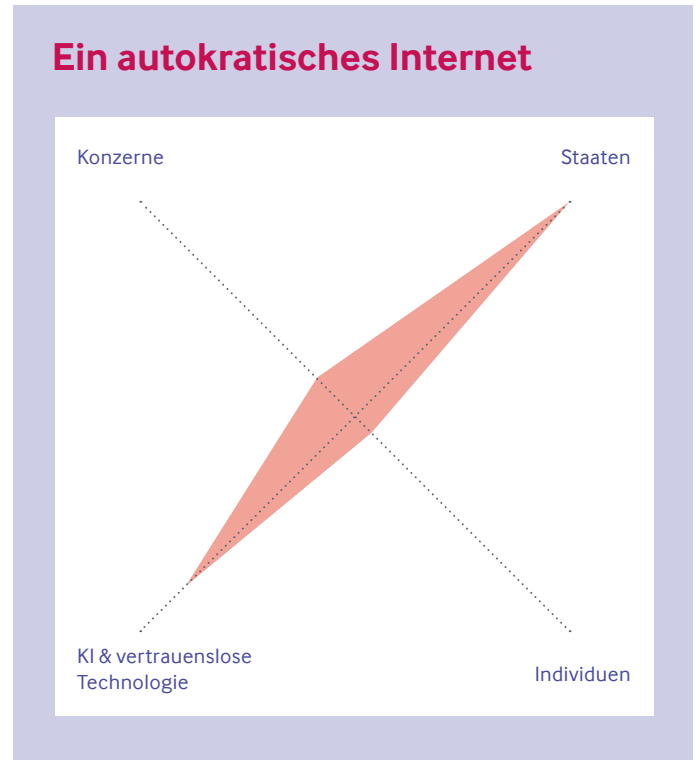 Ein autokratisches Internet
Konzerne
Staaten
KI & vertrauenslose
Technologie
Individuen